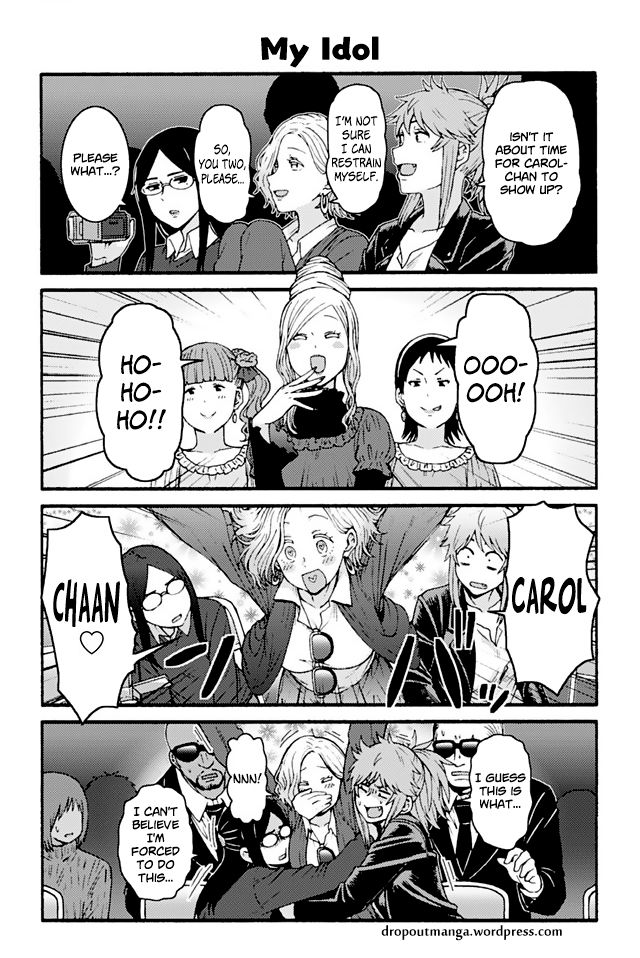 My Idol
ISN'T IT
ABOUT TIME
FOR CAROL-
CHAN TO
SHOW UP?
I'M NOT
SURE
I CAN
RESTRAIN
MYSELF.
SO,
YOU TWO,
PLEASE...
PLEASE
WHAT...?
OOO-
OOH!
HO-
HO-
HO!!
CAROL
CHAAN
♡
I GUESS
THIS IS
WHAT...
NNN!
I CAN'T
BELIEVE
I'M
FORCED
TO DO
THIS...
dropoutmanga.wordpress.com